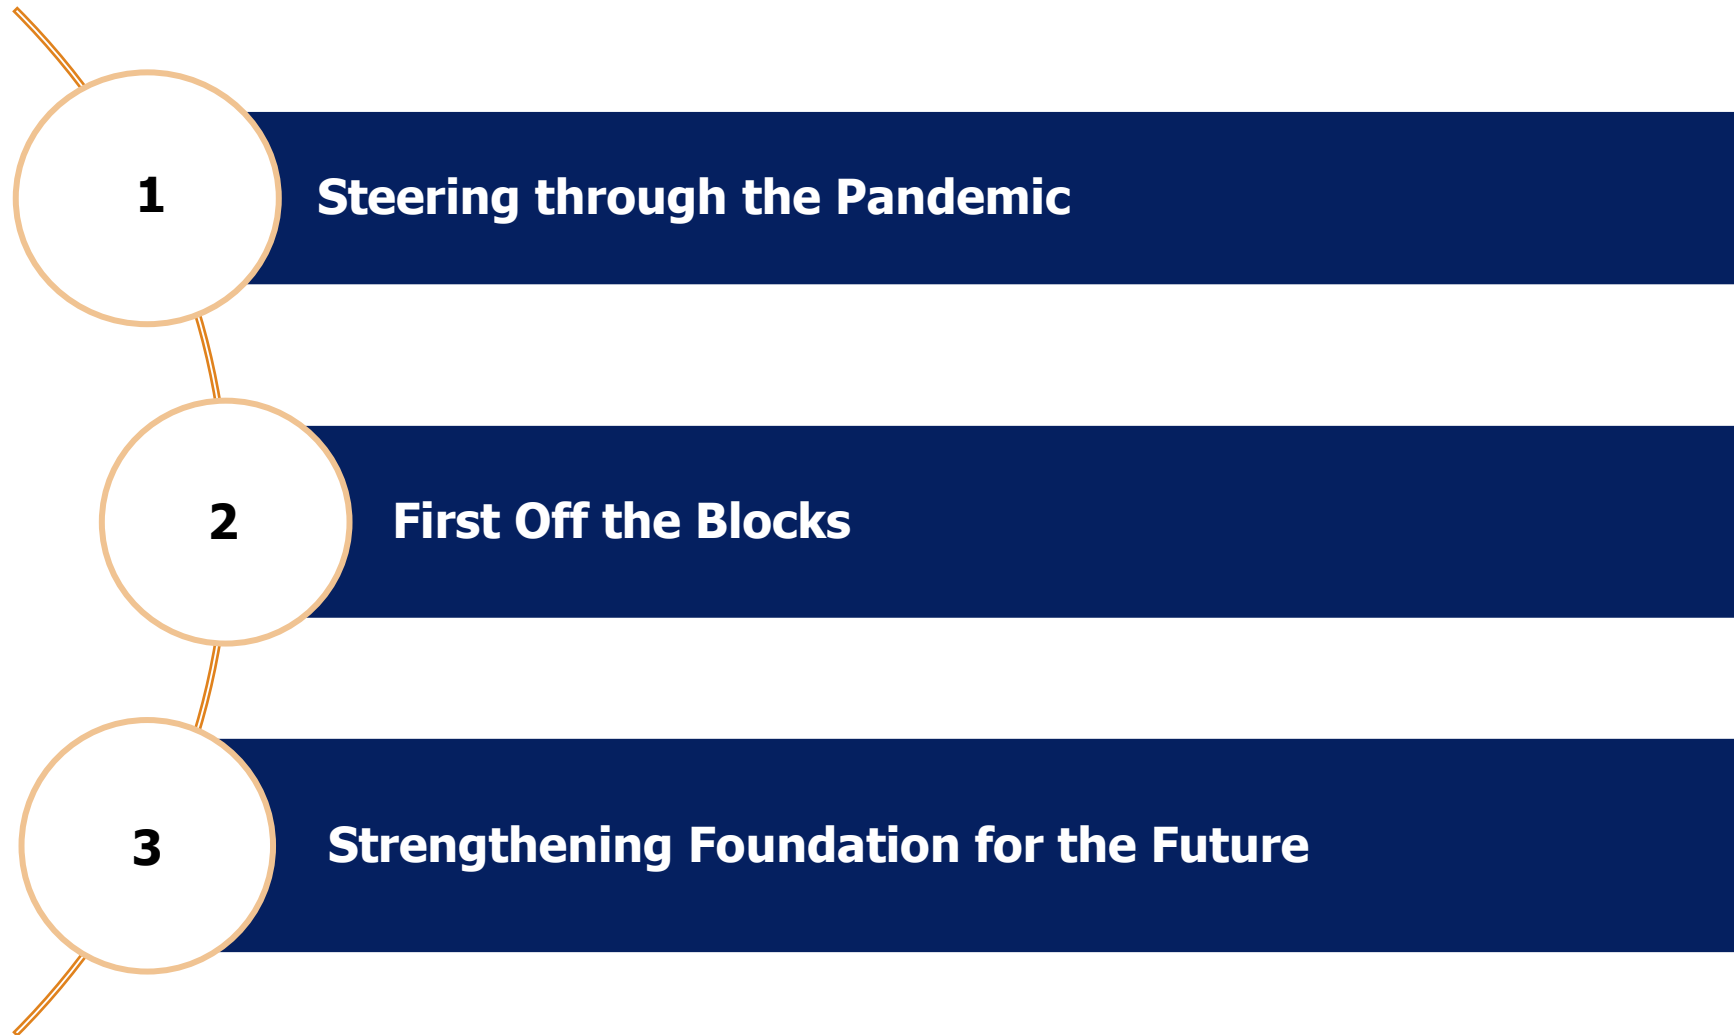 1
Steering through the Pandemic
2
First Off the Blocks
3
Strengthening Foundation for the Future